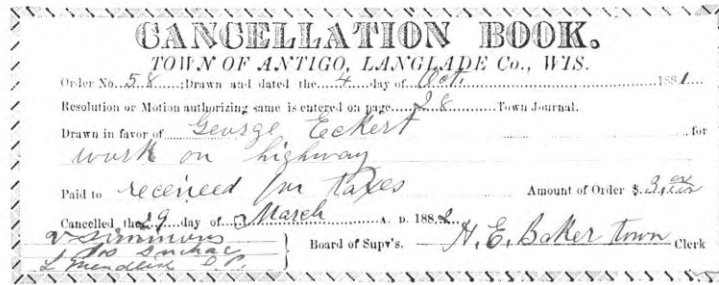 CANCELLATION BOOK.
TOWN OF ANTIGO, LANGLADE Co., WIS.
Order No. 58 ;Drawn and dated the 4 day of Oct. 1881
Resolution or Motion authorizing same is entered on page 28 Town Journal.
Drawn in favor of George Eckert for
work on highway
Paid to received for taxes Amount of Order $ 3.
Cancelled the 29 day of March A. D. 1882
Simmons
Board of Supv's. H. E. Baker Town Clerk